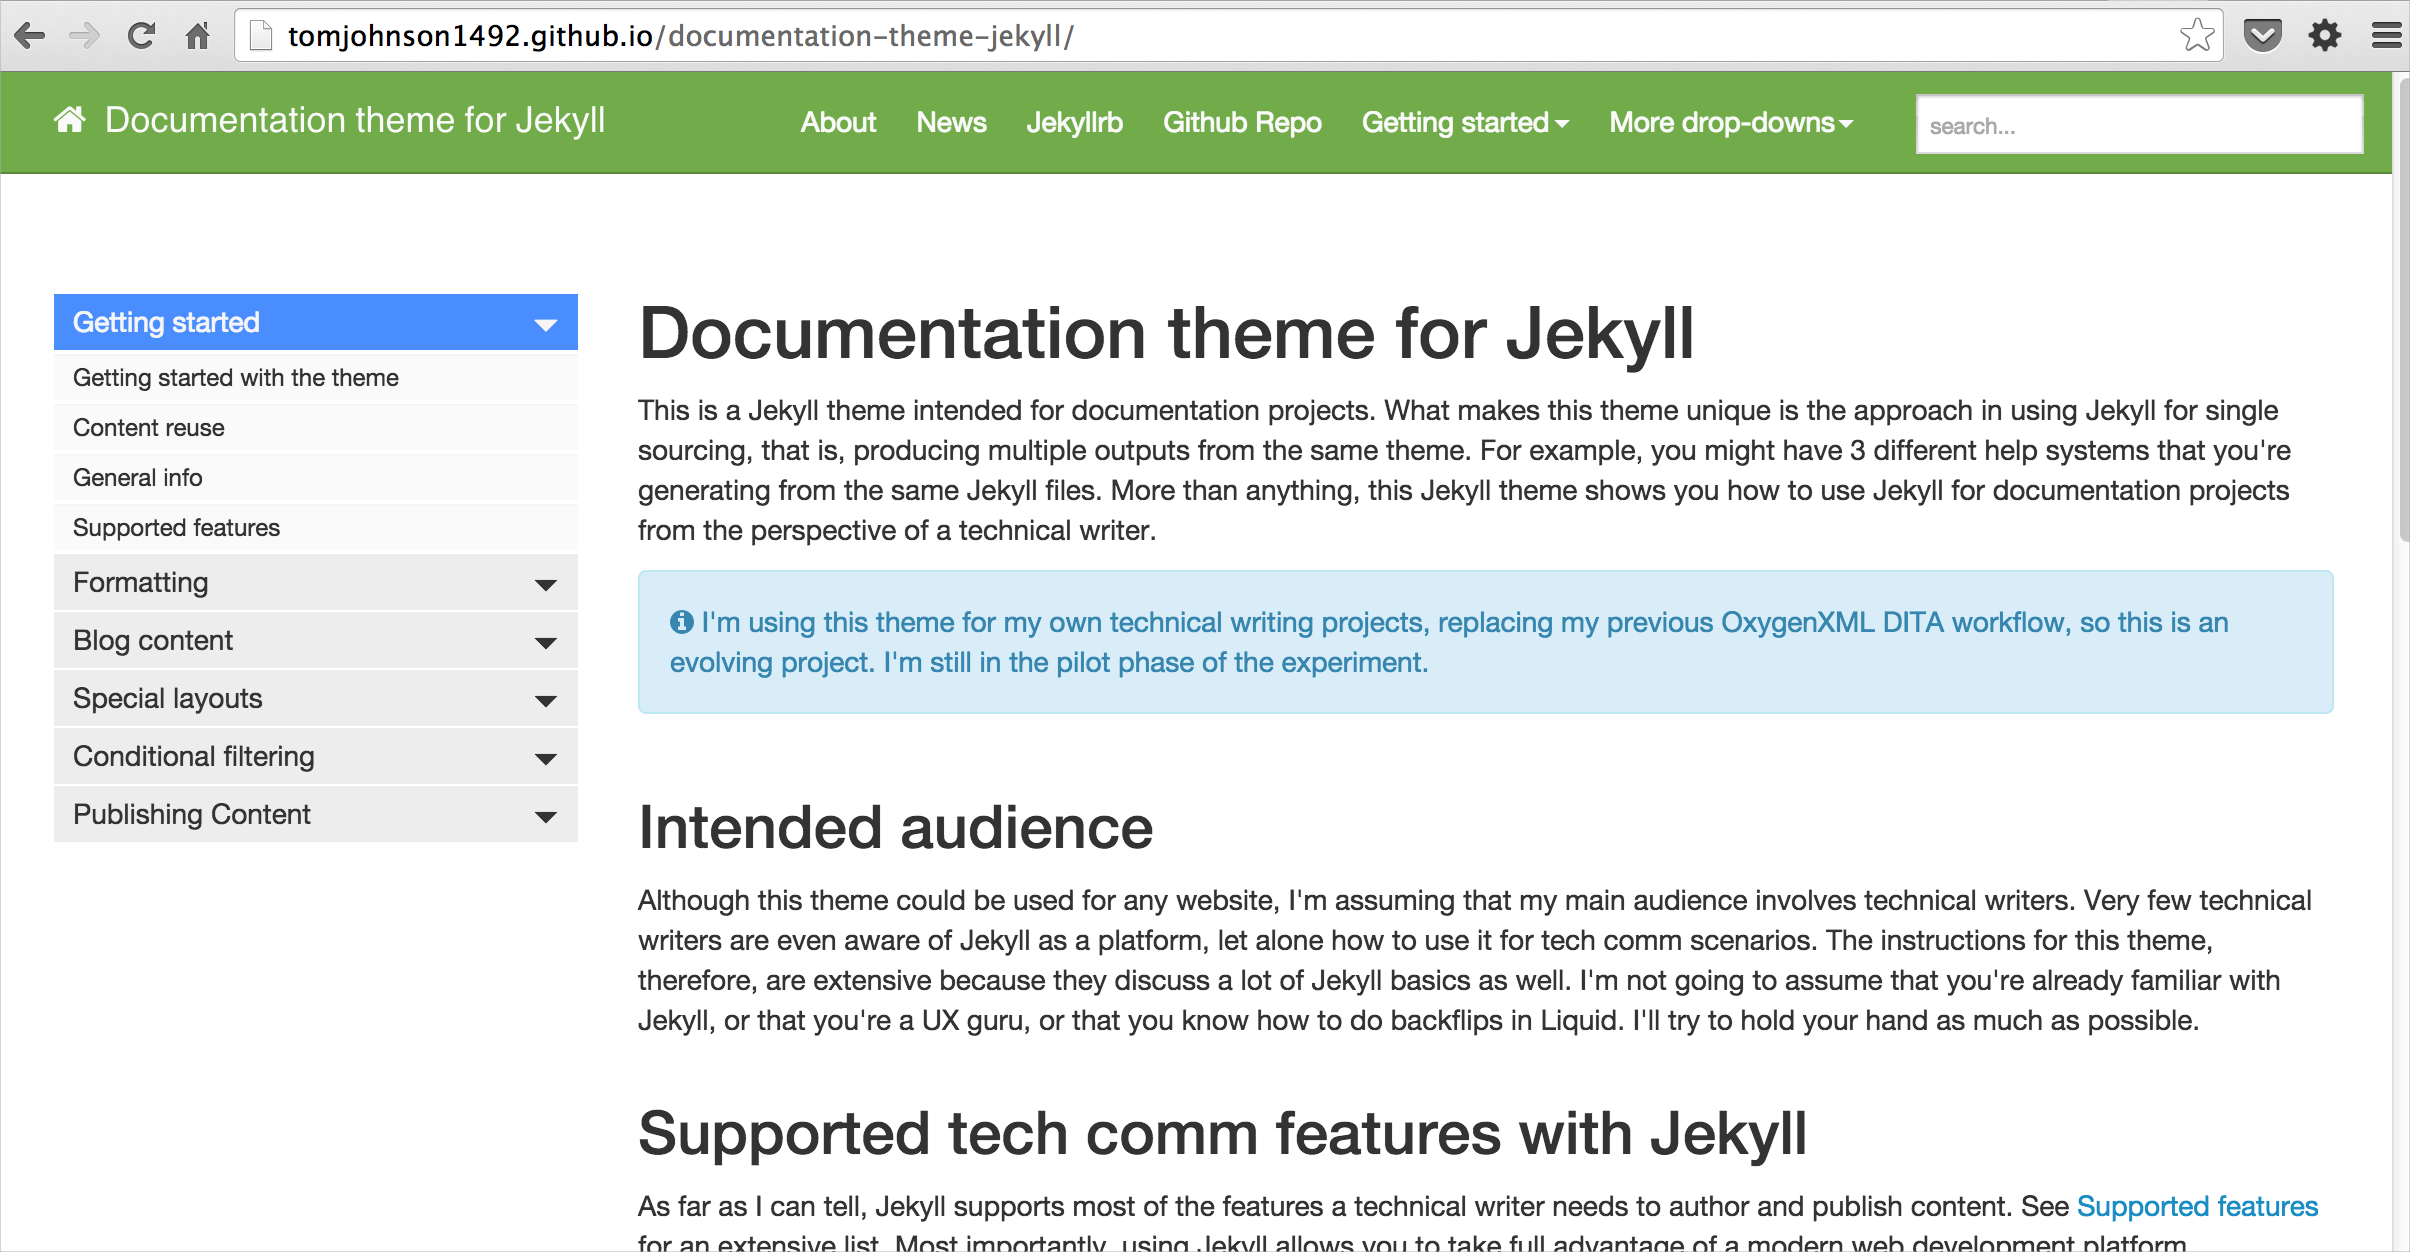 tomjohnson1492.github.io/documentation-theme-jekyll/
Documentation theme for Jekyll
About News Jekyllrb Github Repo Getting started More drop-downs
search...
Getting started
Getting started with the theme
Content reuse
General info
Supported features
Formatting
Blog content
Special layouts
Conditional filtering
Publishing Content
Documentation theme for Jekyll
This is a Jekyll theme intended for documentation projects. What makes this theme unique is the approach in using Jekyll for single
sourcing, that is, producing multiple outputs from the same theme. For example, you might have 3 different help systems that you're
generating from the same Jekyll files. More than anything, this Jekyll theme shows you how to use Jekyll for documentation projects
from the perspective of a technical writer.
I'm using this theme for my own technical writing projects, replacing my previous OxygenXML DITA workflow, so this is an
evolving project. I'm still in the pilot phase of the experiment.
Intended audience
Although this theme could be used for any website, I'm assuming that my main audience involves technical writers. Very few technical
writers are even aware of Jekyll as a platform, let alone how to use it for tech comm scenarios. The instructions for this theme,
therefore, are extensive because they discuss a lot of Jekyll basics as well. I'm not going to assume that you're already familiar with
Jekyll, or that you're a UX guru, or that you know how to do backflips in Liquid. I'll try to hold your hand as much as possible.
Supported tech comm features with Jekyll
As far as I can tell, Jekyll supports most of the features a technical writer needs to author and publish content. See Supported features
for an extensive list. Most importantly, using Jekyll allows you to take full advantage of a modern web development platform.